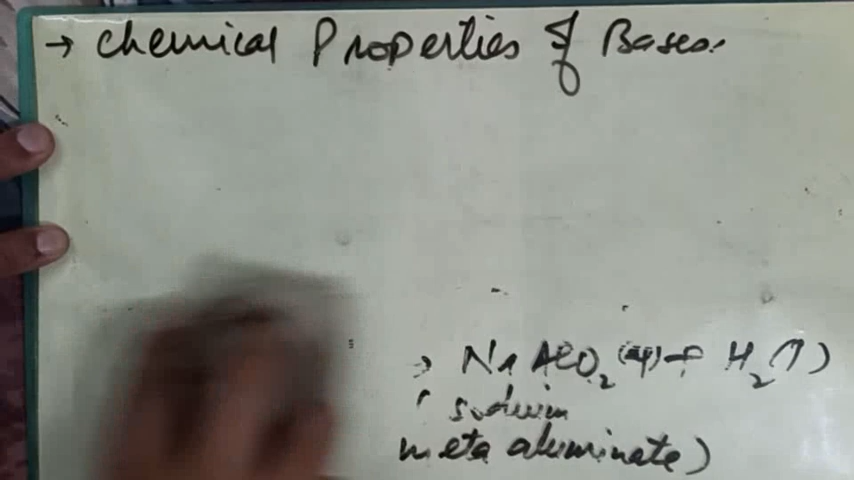 → Chemical Properties of Bases.
→ NaAlO₂(aq) + H₂(↑)
( sodium
meta aluminate)